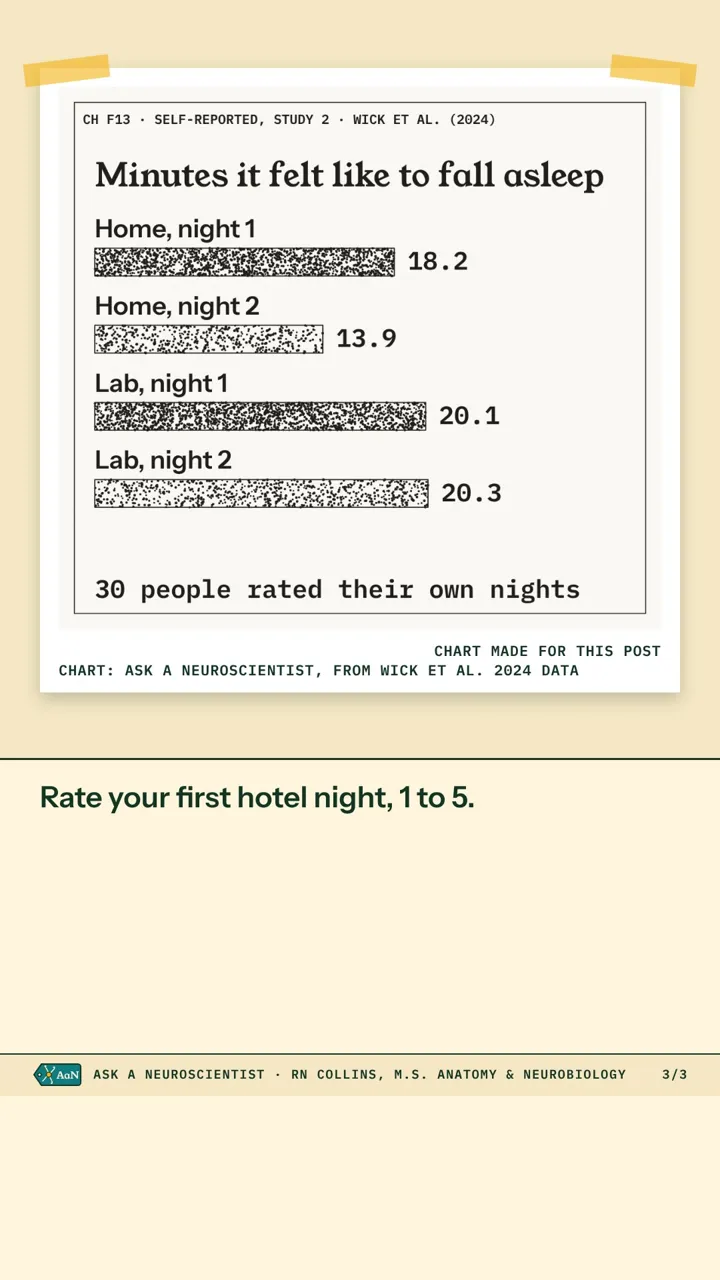 CH F13 · SELF-REPORTED, STUDY 2 · WICK ET AL. (2024)
Minutes it felt like to fall asleep
Home, night 1
18.2
Home, night 2
13.9
Lab, night 1
20.1
Lab, night 2
20.3
30 people rated their own nights
CHART MADE FOR THIS POST
CHART: ASK A NEUROSCIENTIST, FROM WICK ET AL. 2024 DATA
Rate your first hotel night, 1 to 5.
AaN ASK A NEUROSCIENTIST · RN COLLINS, M.S. ANATOMY & NEUROBIOLOGY 3/3